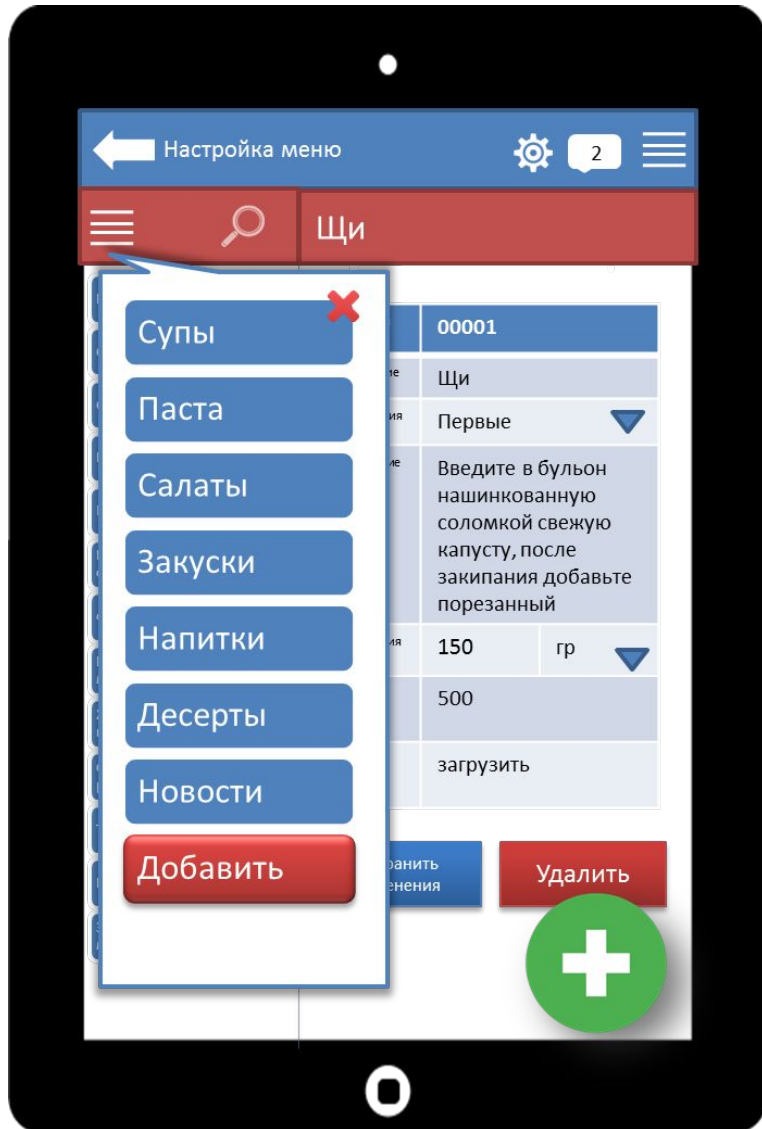 Настройка меню
2
Щи
Супы
Паста
Салаты
Закуски
Напитки
Десерты
Новости
Добавить
00001
Щи
Первые
Введите в бульон
нашинкованную
соломкой свежую
капусту, после
закипания добавьте
порезанный
150 гр
500
загрузить
Удалить